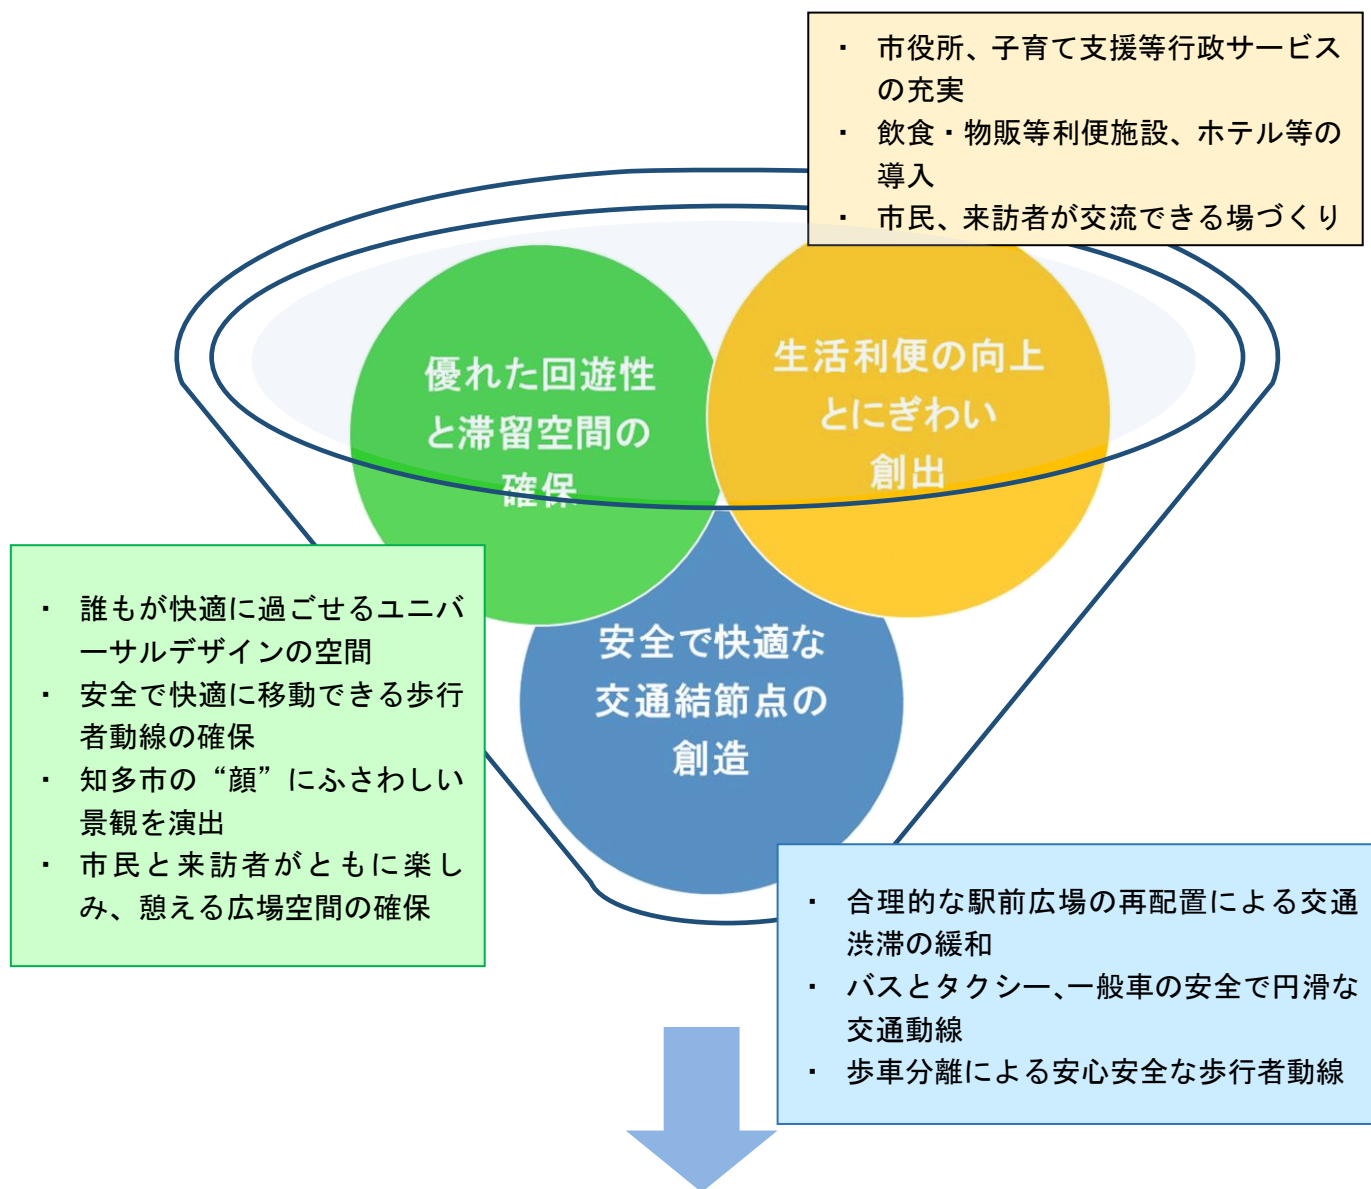 ・ 市役所、子育て支援等行政サービス
の充実
・ 飲食・物販等利便施設、ホテル等の
導入
・ 市民、来訪者が交流できる場づくり
優れた回遊性
と滞留空間の
確保
生活利便の向上
とにぎわい
創出
安全で快適な
交通結節点の
創造
・ 誰もが快適に過ごせるユニバ
ーサルデザインの空間
・ 安全で快適に移動できる歩行
者動線の確保
・ 知多市の“顔”にふさわしい
景観を演出
・ 市民と来訪者がともに楽し
み、憩える広場空間の確保
・ 合理的な駅前広場の再配置による交通
渋滞の緩和
・ バスとタクシー、一般車の安全で円滑な
交通動線
・ 歩車分離による安心安全な歩行者動線